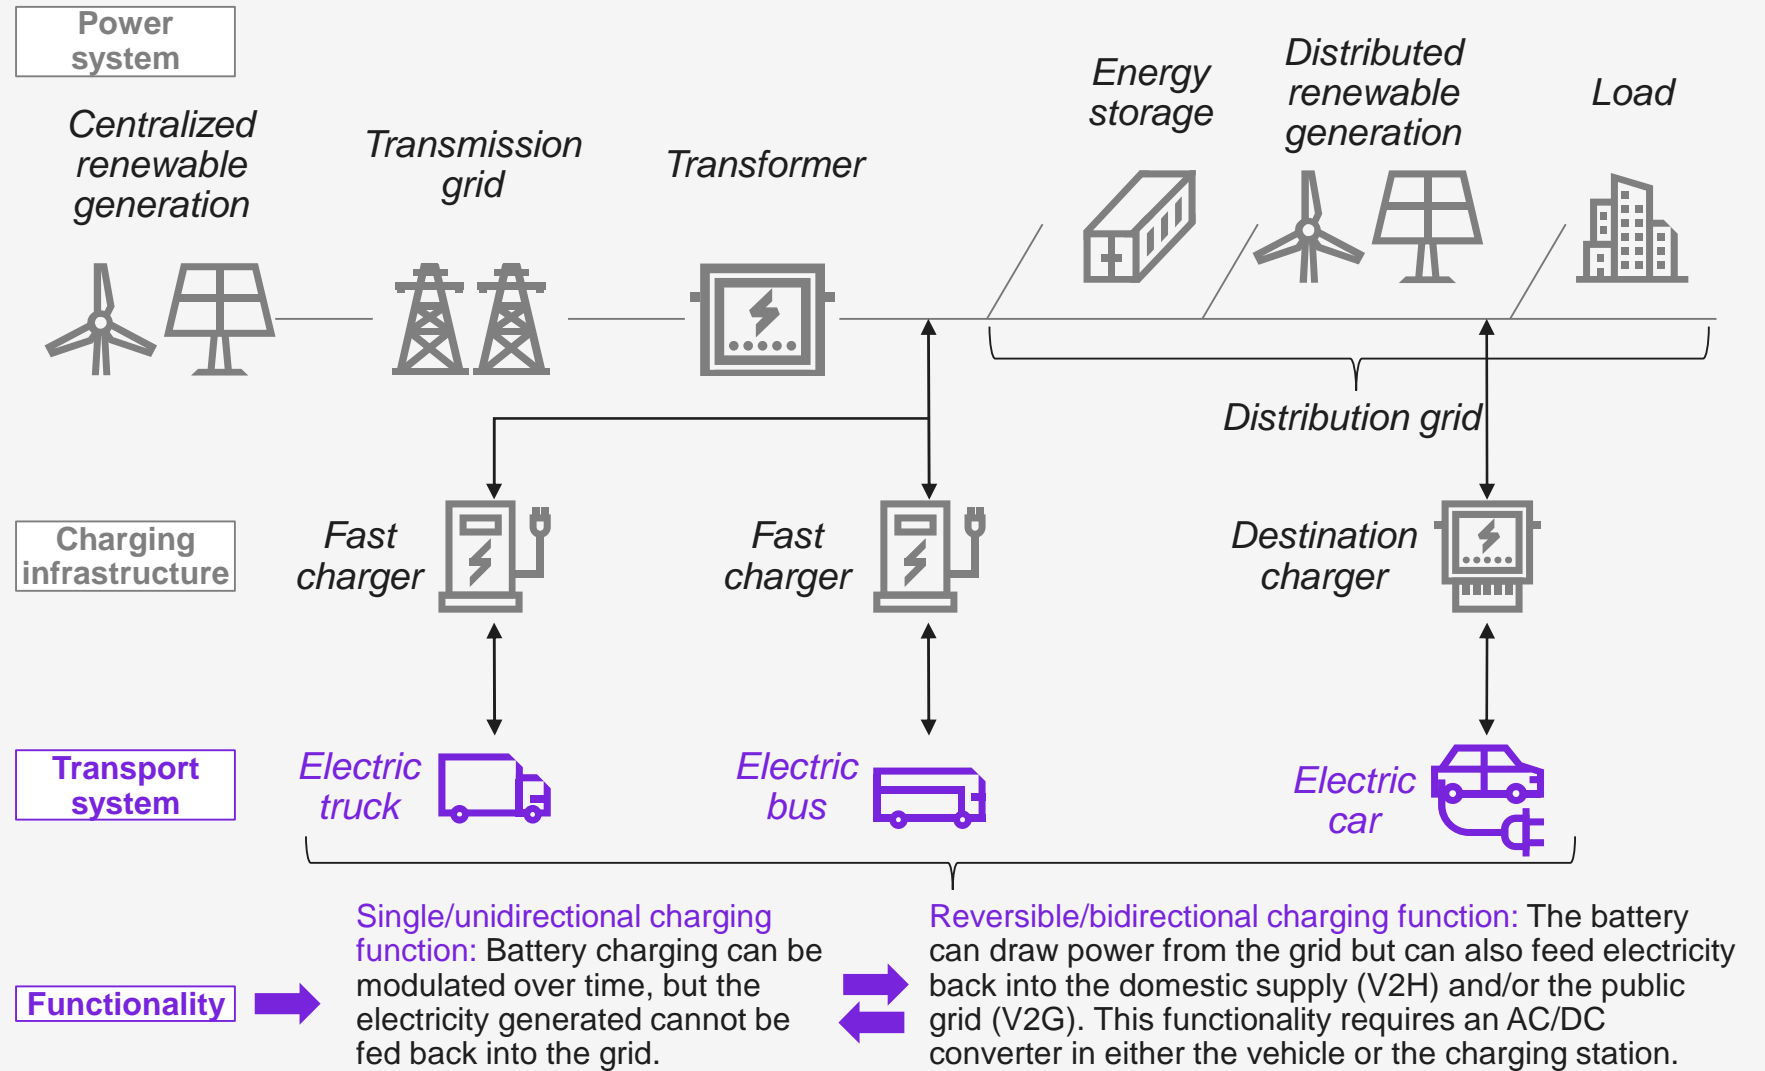 Power
system
Centralized
renewable
generation
Transmission
grid
Transformer
Energy
storage
Distributed
renewable
generation
Load
Distribution grid
Charging
infrastructure
Fast
charger
Fast
charger
Destination
charger
Transport
system
Electric
truck
Electric
bus
Electric
car
Functionality
Single/unidirectional charging
function: Battery charging can be
modulated over time, but the
electricity generated cannot be
fed back into the grid.
Reversible/bidirectional charging function: The battery
can draw power from the grid but can also feed electricity
back into the domestic supply (V2H) and/or the public
grid (V2G). This functionality requires an AC/DC
converter in either the vehicle or the charging station.